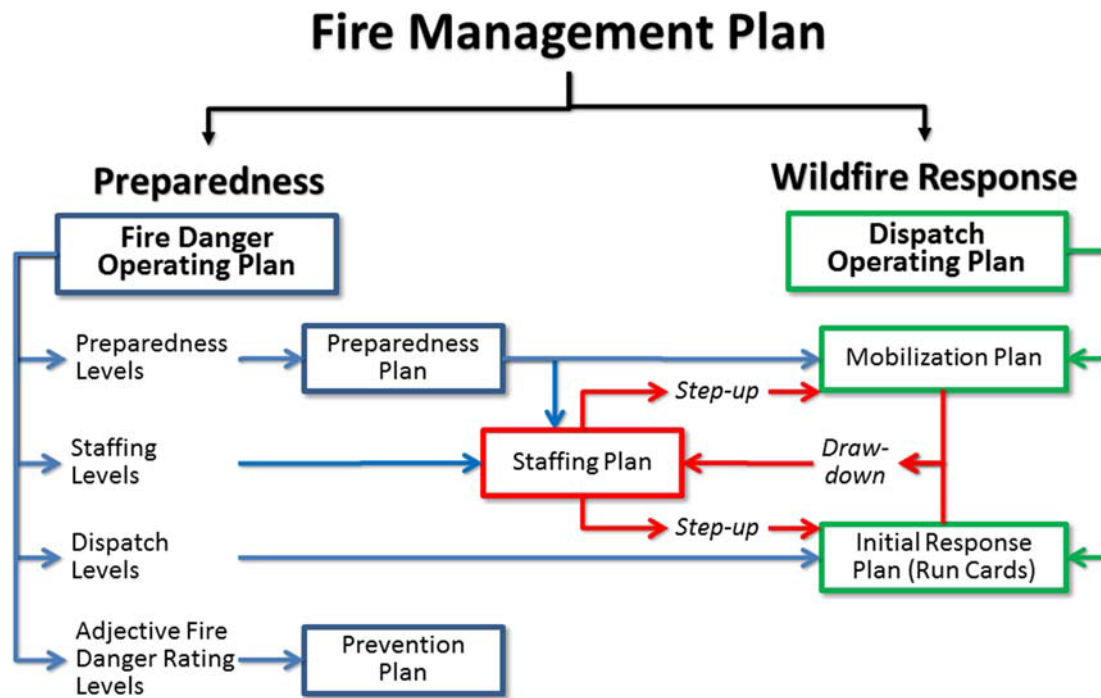 Fire Management Plan
Preparedness
Wildfire Response
Fire Danger
Operating Plan
Dispatch
Operating Plan
Preparedness
Levels
Preparedness
Plan
Mobilization Plan
Step-up
Staffing
Levels
Staffing Plan
Draw-
down
Step-up
Dispatch
Levels
Initial Response
Plan (Run Cards)
Adjective Fire
Danger Rating
Levels
Prevention
Plan